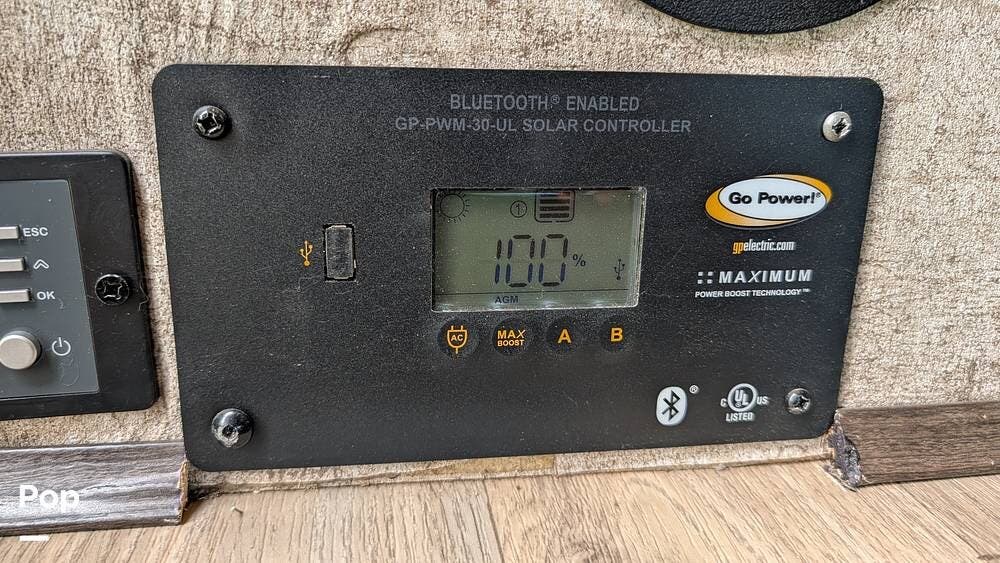 BLUETOOTH® ENABLED
GP-PWM-30-UL SOLAR CONTROLLER
ESC
OK
1
100%
AGM
AC
MAX
BOOST
A
B
Go Power!®
gpelectric.com
MAXIMUM
POWER BOOST TECHNOLOGY™
®
C UL US
LISTED
Pop